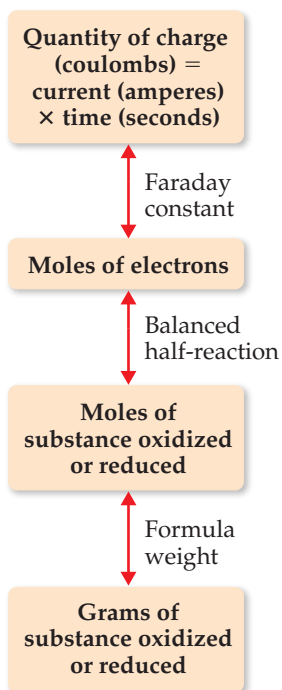 Quantity of charge
(coulombs) =
current (amperes)
× time (seconds)
Faraday
constant
Moles of electrons
Balanced
half-reaction
Moles of
substance oxidized
or reduced
Formula
weight
Grams of
substance oxidized
or reduced